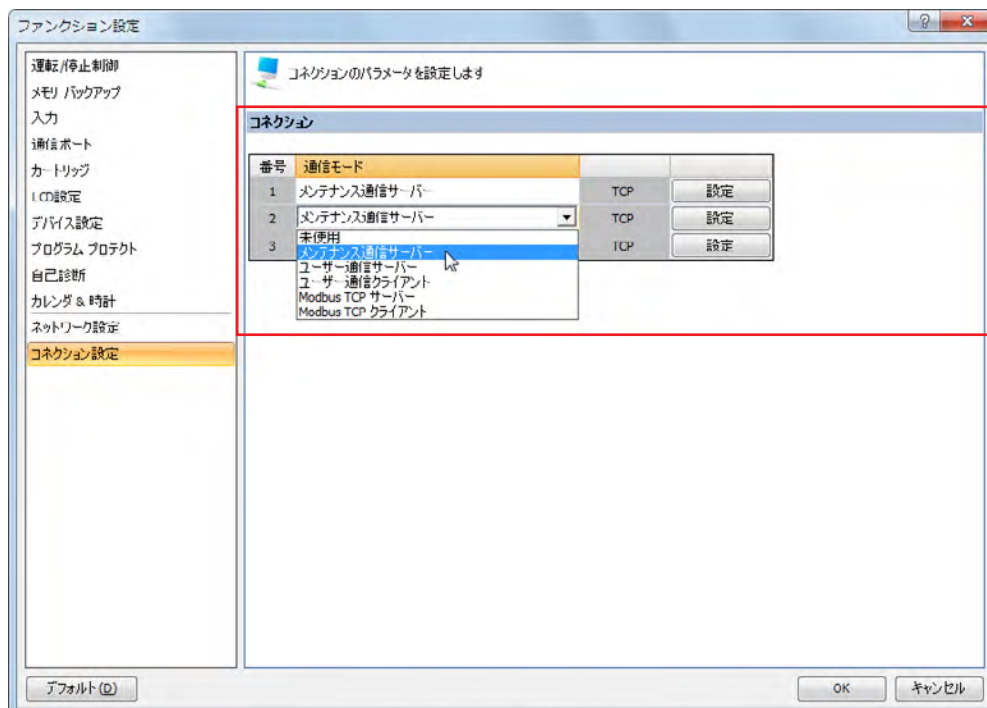 ファンクション設定
運転/停止制御
メモリ バックアップ
入力
通信ポート
カートリッジ
LCD設定
デバイス設定
プログラム プロテクト
自己診断
カレンダ & 時計
ネットワーク設定
コネクション設定
コネクションのパラメータを設定します
コネクション
番号 通信モード
1 メンテナンス通信サーバー TCP 設定
2 メンテナンス通信サーバー TCP 設定
3 TCP 設定
未使用
メンテナンス通信サーバー
ユーザー通信サーバー
ユーザー通信クライアント
Modbus TCP サーバー
Modbus TCP クライアント
デフォルト(D) OK キャンセル